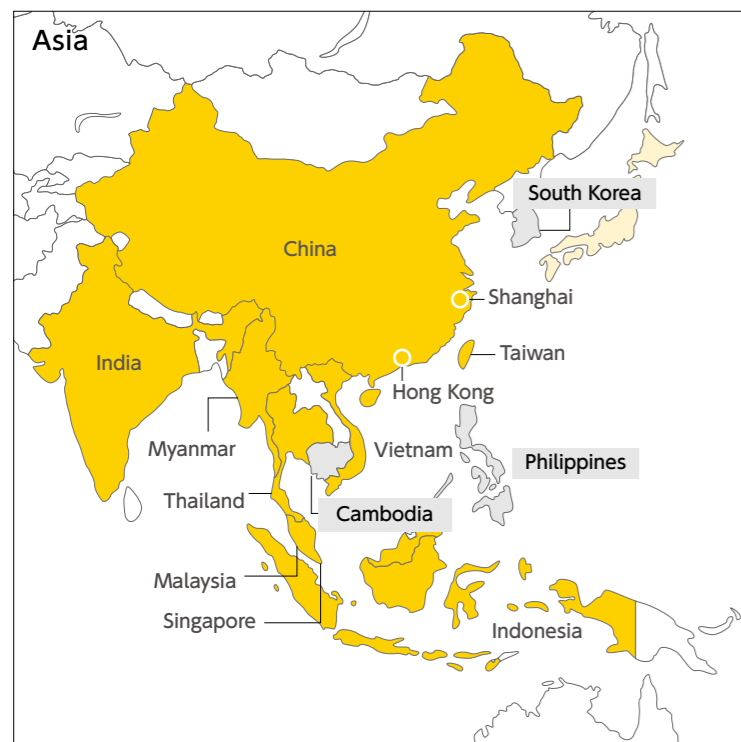 Asia
South Korea
China
Shanghai
Taiwan
India
Hong Kong
Myanmar
Vietnam
Philippines
Thailand
Cambodia
Malaysia
Singapore
Indonesia